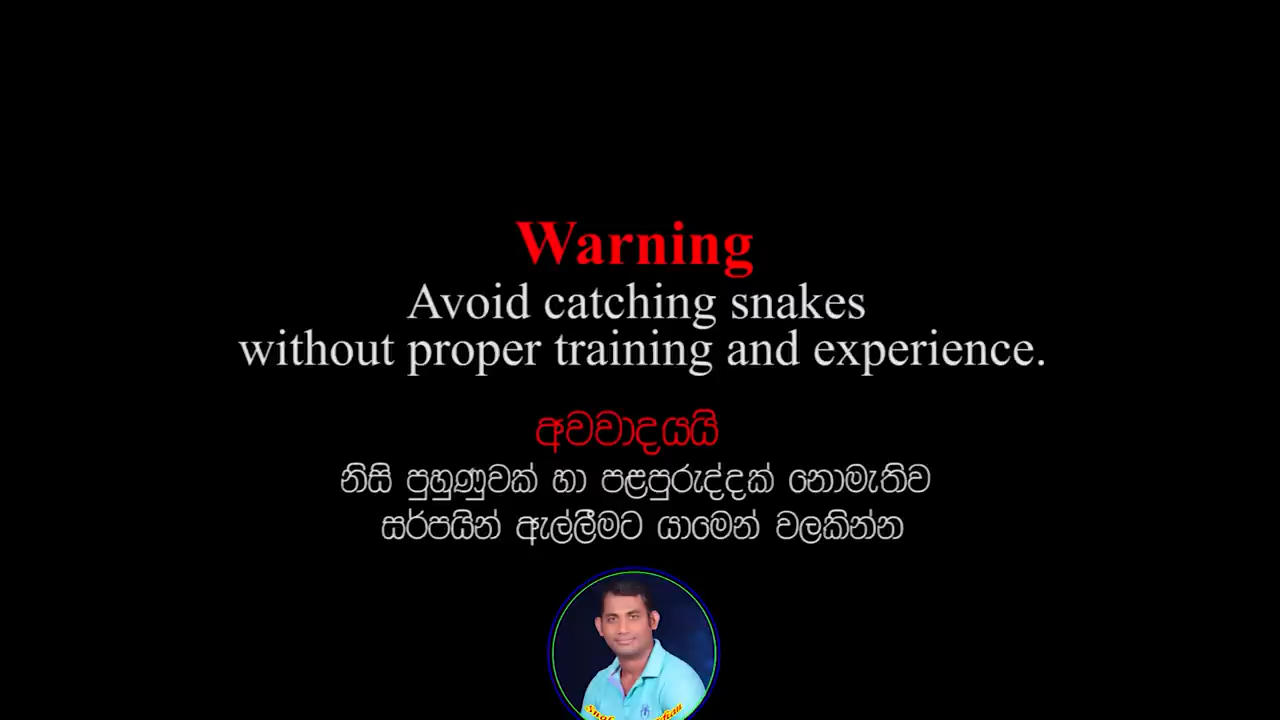 Warning
Avoid catching snakes
without proper training and experience.
අවවාදයයි
නිසි පුහුණුවක් හා පළපුරුද්දක් නොමැතිව
සර්පයින් ඇල්ලීමට යාමෙන් වලකින්න